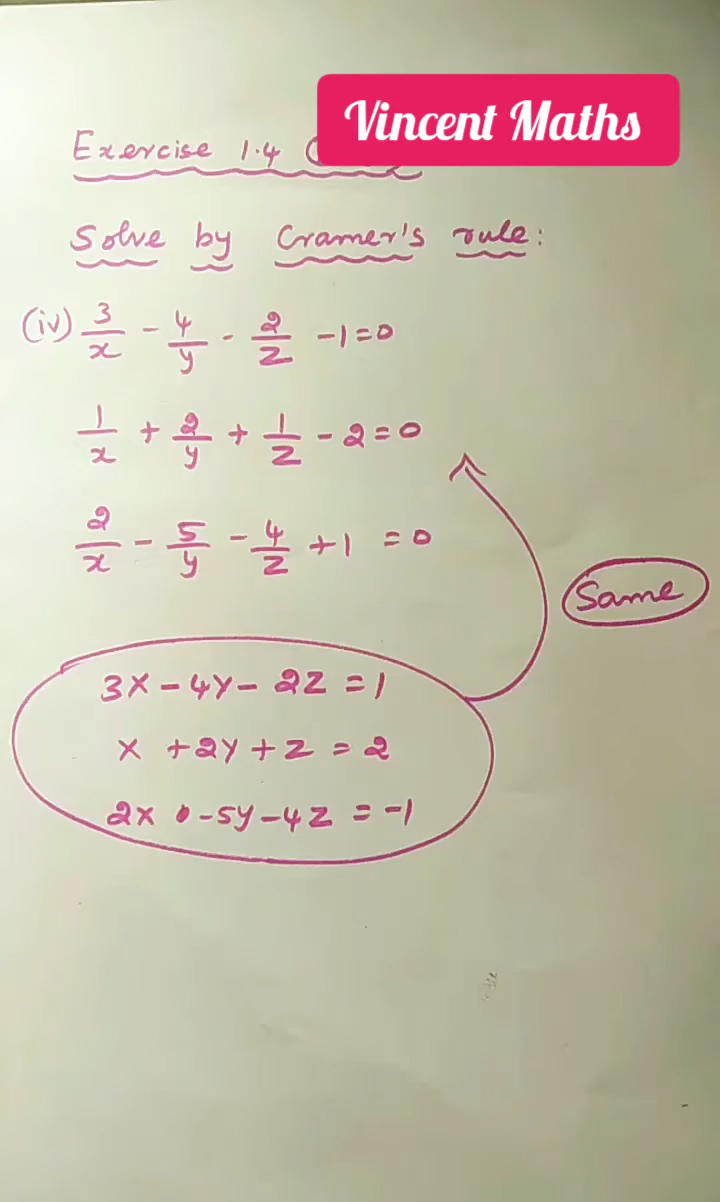 Vincent Maths
Exercise 1.4
Solve by Cramer's rule:
(iv) 3/x - 4/y - 2/z - 1 = 0
1/x + 2/y + 1/z - 2 = 0
2/x - 5/y - 4/z + 1 = 0
Same
3X - 4Y - 2Z = 1
X + 2Y + Z = 2
2X - 5Y - 4Z = -1